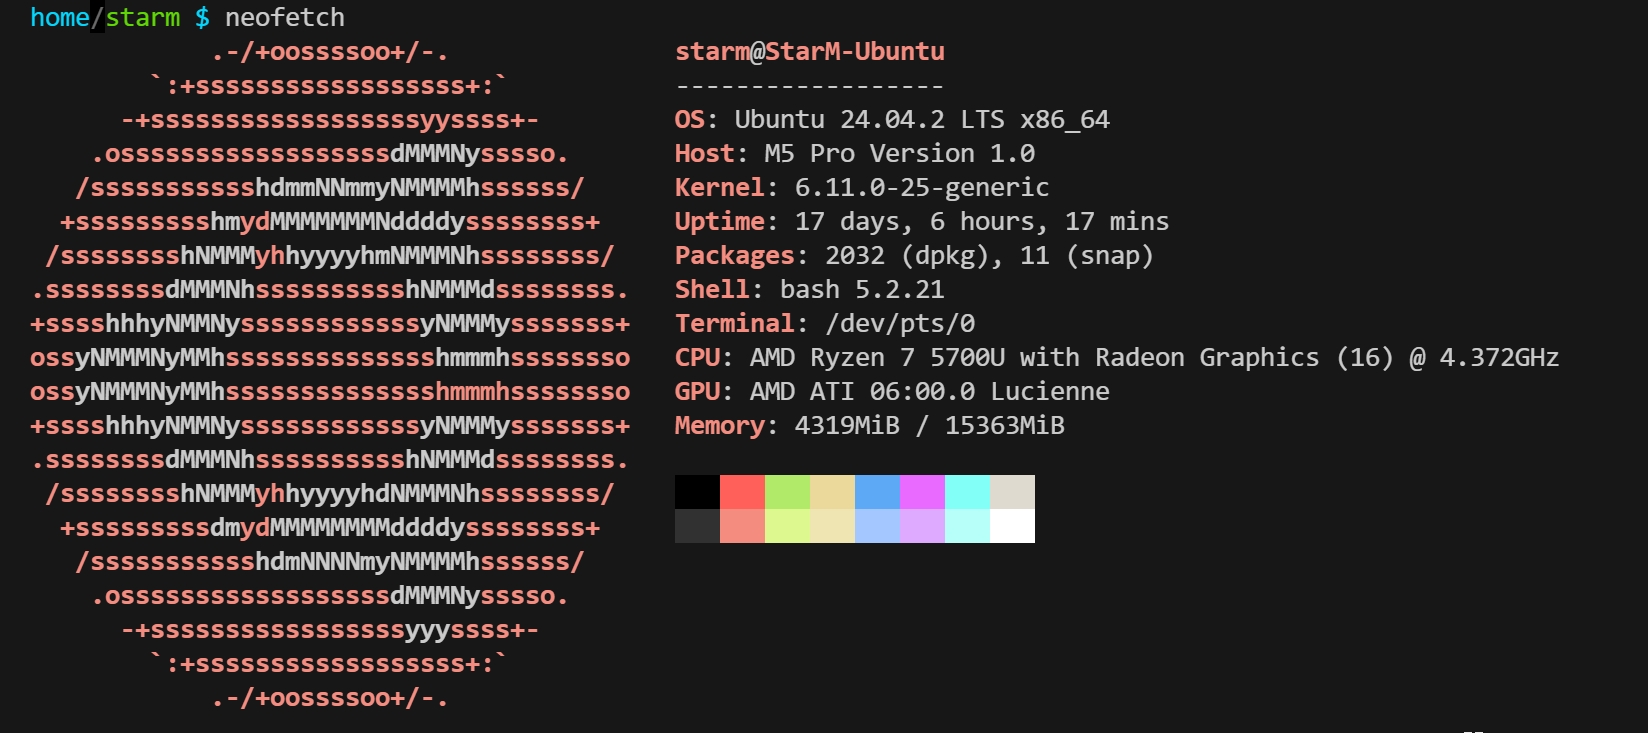 home/starm $ neofetch
.-/+oossssoo+/-.
`:+ssssssssssssssssss+:`
-+ssssssssssssssssssyyssss+-
.ossssssssssssssssssdMMMNysssso.
/ssssssssssshdmmNNmmyNMMMMhssssss/
+ssssssssshmydMMMMMMMNddddyssssssss+
/sssssssshNMMMyhhyyyyhmNMMMNhssssssss/
.ssssssssdMMMNhsssssssssshNMMMdssssssss.
+sssshhhyNMMNyssssssssssssyNMMMysssssss+
ossyNMMMNyMMhsssssssssssssshmmmhssssssso
ossyNMMMNyMMhsssssssssssssshmmmhssssssso
+sssshhhyNMMNyssssssssssssyNMMMysssssss+
.ssssssssdMMMNhsssssssssshNMMMdssssssss.
/sssssssshNMMMyhhyyyyhdNMMMNhssssssss/
+sssssssssdmydMMMMMMMMddddyssssssss+
/ssssssssssshdmNNNNmyNMMMMhssssss/
.ossssssssssssssssssdMMMNysssso.
-+sssssssssssssssssyyyssss+-
`:+ssssssssssssssssss+:`
.-/+oossssoo+/-.
starm@StarM-Ubuntu
------------------
OS: Ubuntu 24.04.2 LTS x86_64
Host: M5 Pro Version 1.0
Kernel: 6.11.0-25-generic
Uptime: 17 days, 6 hours, 17 mins
Packages: 2032 (dpkg), 11 (snap)
Shell: bash 5.2.21
Terminal: /dev/pts/0
CPU: AMD Ryzen 7 5700U with Radeon Graphics (16) @ 4.372GHz
GPU: AMD ATI 06:00.0 Lucienne
Memory: 4319MiB / 15363MiB